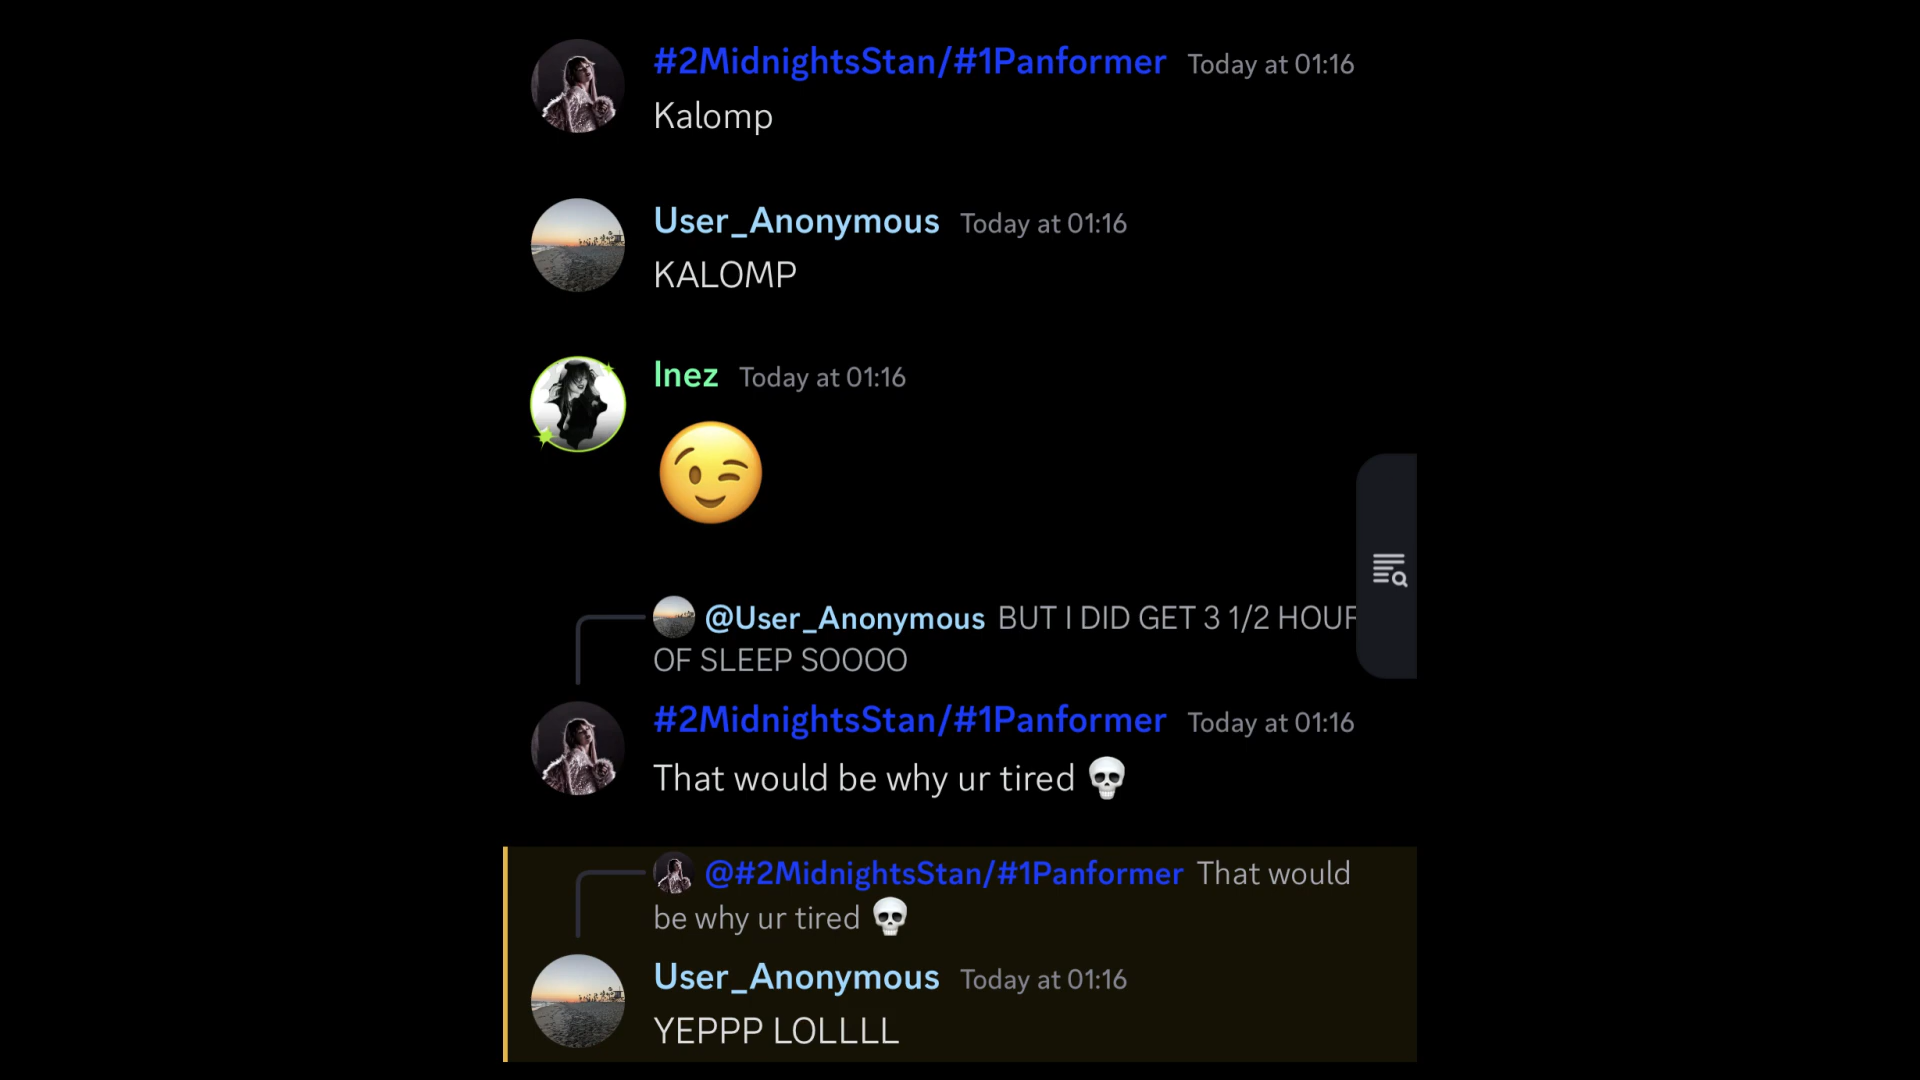 #2MidnightsStan/#1Panformer Today at 01:16
Kalomp
User_Anonymous Today at 01:16
KALOMP
Inez Today at 01:16
@User_Anonymous BUT I DID GET 3 1/2 HOUR
OF SLEEP SOOOO
#2MidnightsStan/#1Panformer Today at 01:16
That would be why ur tired 💀
@#2MidnightsStan/#1Panformer That would
be why ur tired 💀
User_Anonymous Today at 01:16
YEPPP LOLLLL